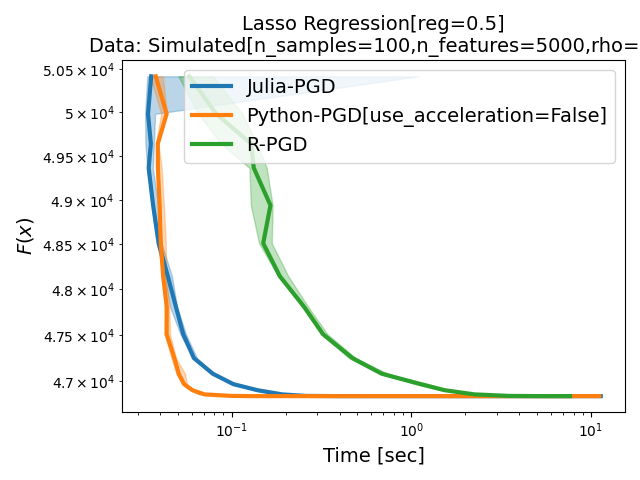 Lasso Regression[reg=0.5]
Data: Simulated[n_samples=100,n_features=5000,rho=
Julia-PGD
Python-PGD[use_acceleration=False]
R-PGD
F(x)
5.05 × 10⁴
5 × 10⁴
4.95 × 10⁴
4.9 × 10⁴
4.85 × 10⁴
4.8 × 10⁴
4.75 × 10⁴
4.7 × 10⁴
10⁻¹ 10⁰ 10¹
Time [sec]